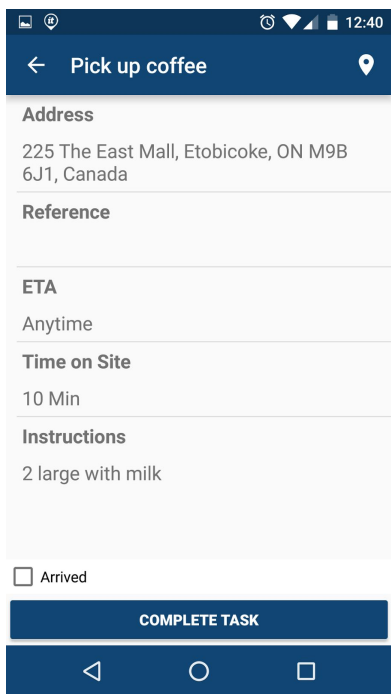 12:40
Pick up coffee
Address
225 The East Mall, Etobicoke, ON M9B
6J1, Canada
Reference
ETA
Anytime
Time on Site
10 Min
Instructions
2 large with milk
Arrived
COMPLETE TASK